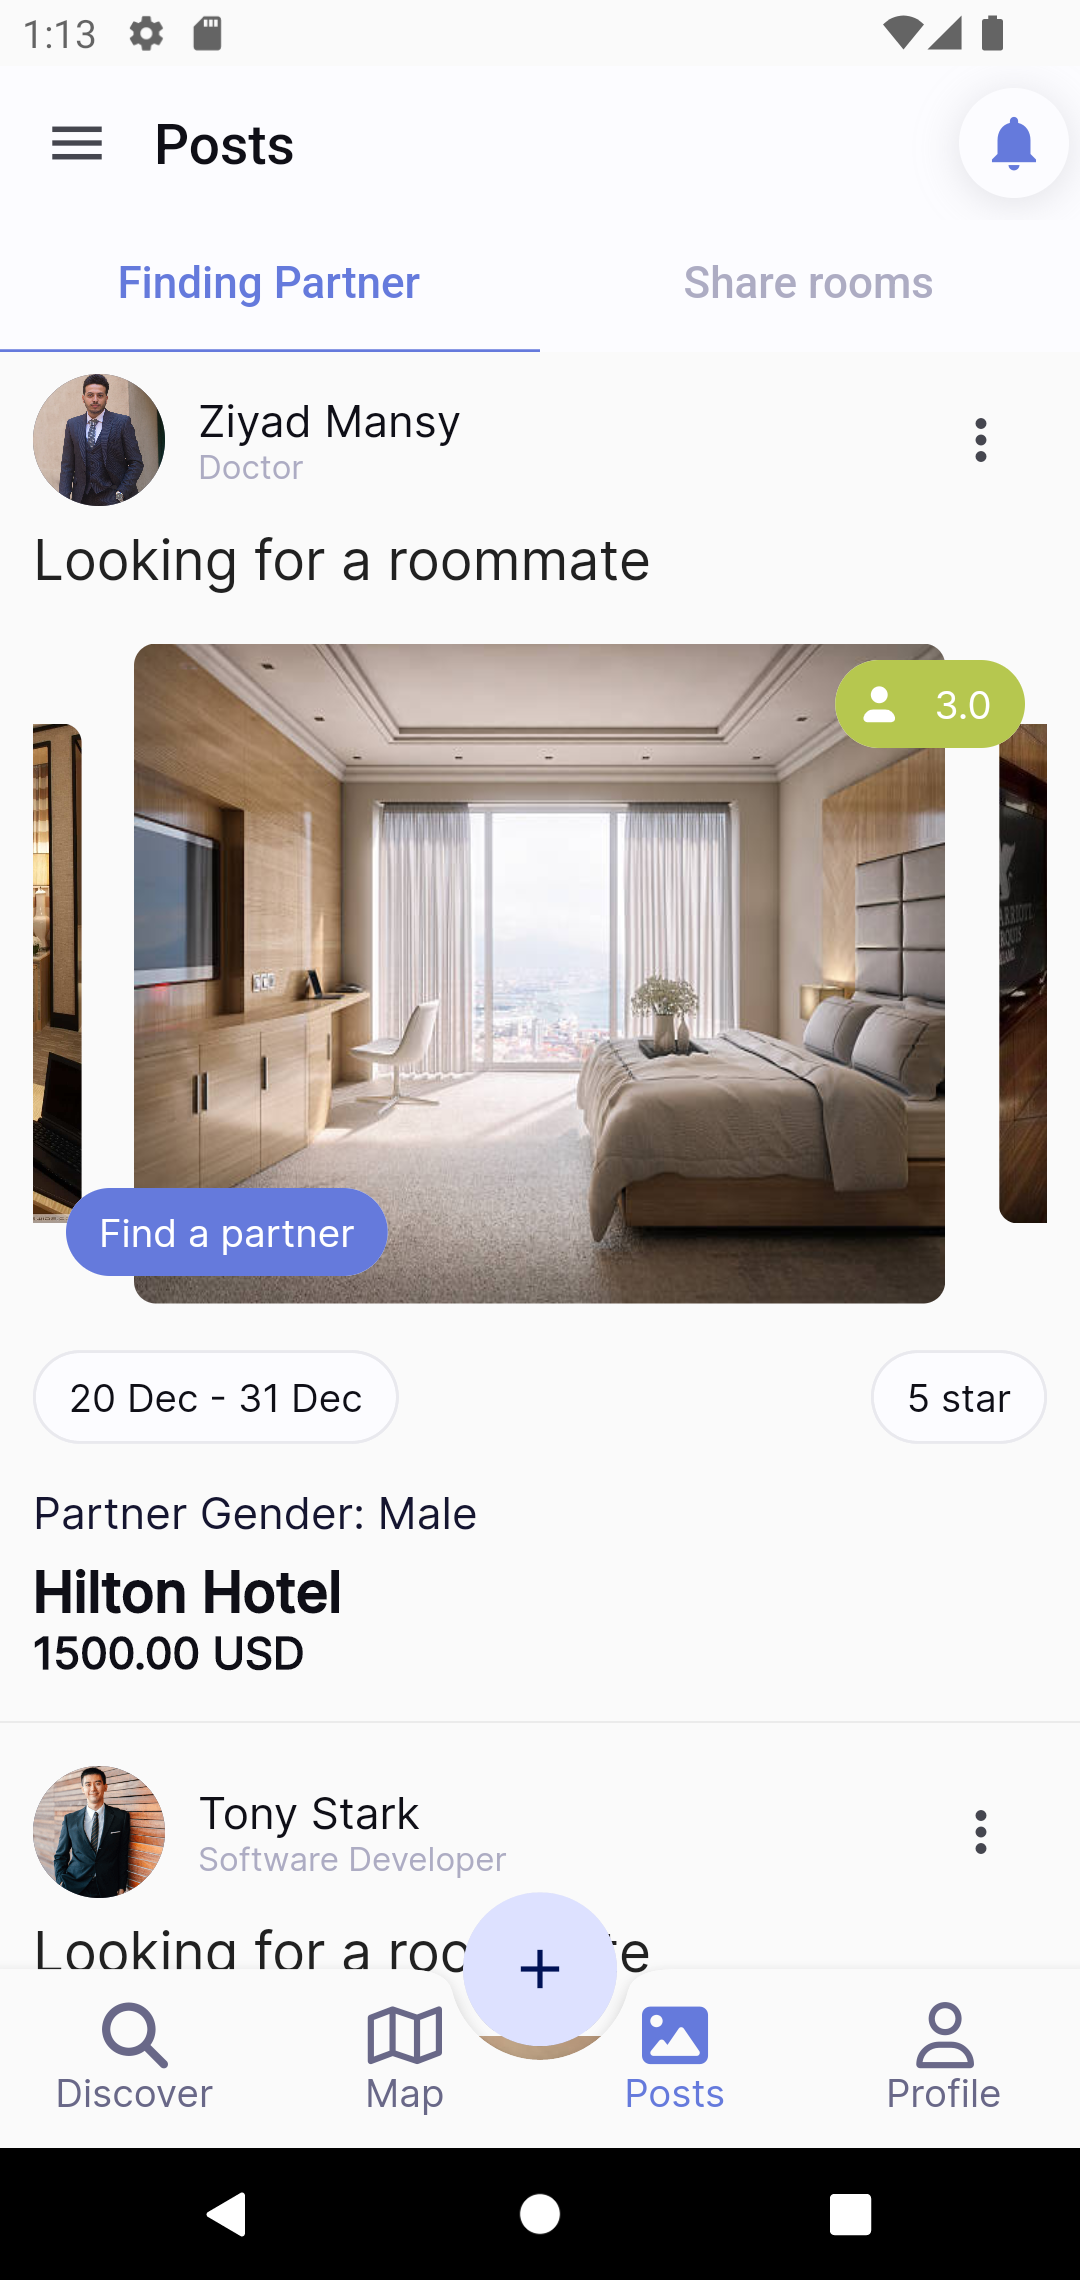 1:13
Posts
Finding Partner
Share rooms
Ziyad Mansy
Doctor
Looking for a roommate
3.0
Find a partner
20 Dec - 31 Dec
5 star
Partner Gender: Male
Hilton Hotel
1500.00 USD
Tony Stark
Software Developer
Looking for a
Discover
Map
Posts
Profile